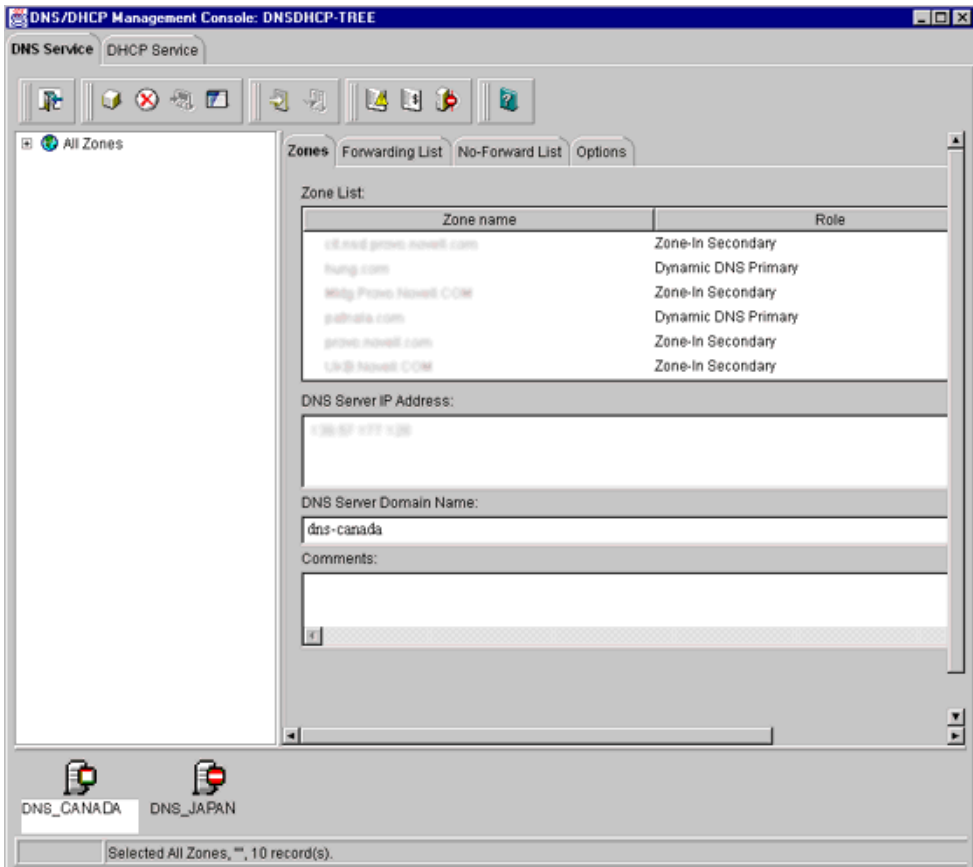 DNS/DHCP Management Console: DNSDHCP-TREE
DNS Service DHCP Service
All Zones
Zones Forwarding List No-Forward List Options
Zone List:
Zone name Role
Zone-In Secondary
Dynamic DNS Primary
Zone-In Secondary
Dynamic DNS Primary
provo.novell.com Zone-In Secondary
Zone-In Secondary
DNS Server IP Address:
DNS Server Domain Name:
dns-canada
Comments:
DNS_CANADA DNS_JAPAN
Selected All Zones, "", 10 record(s).